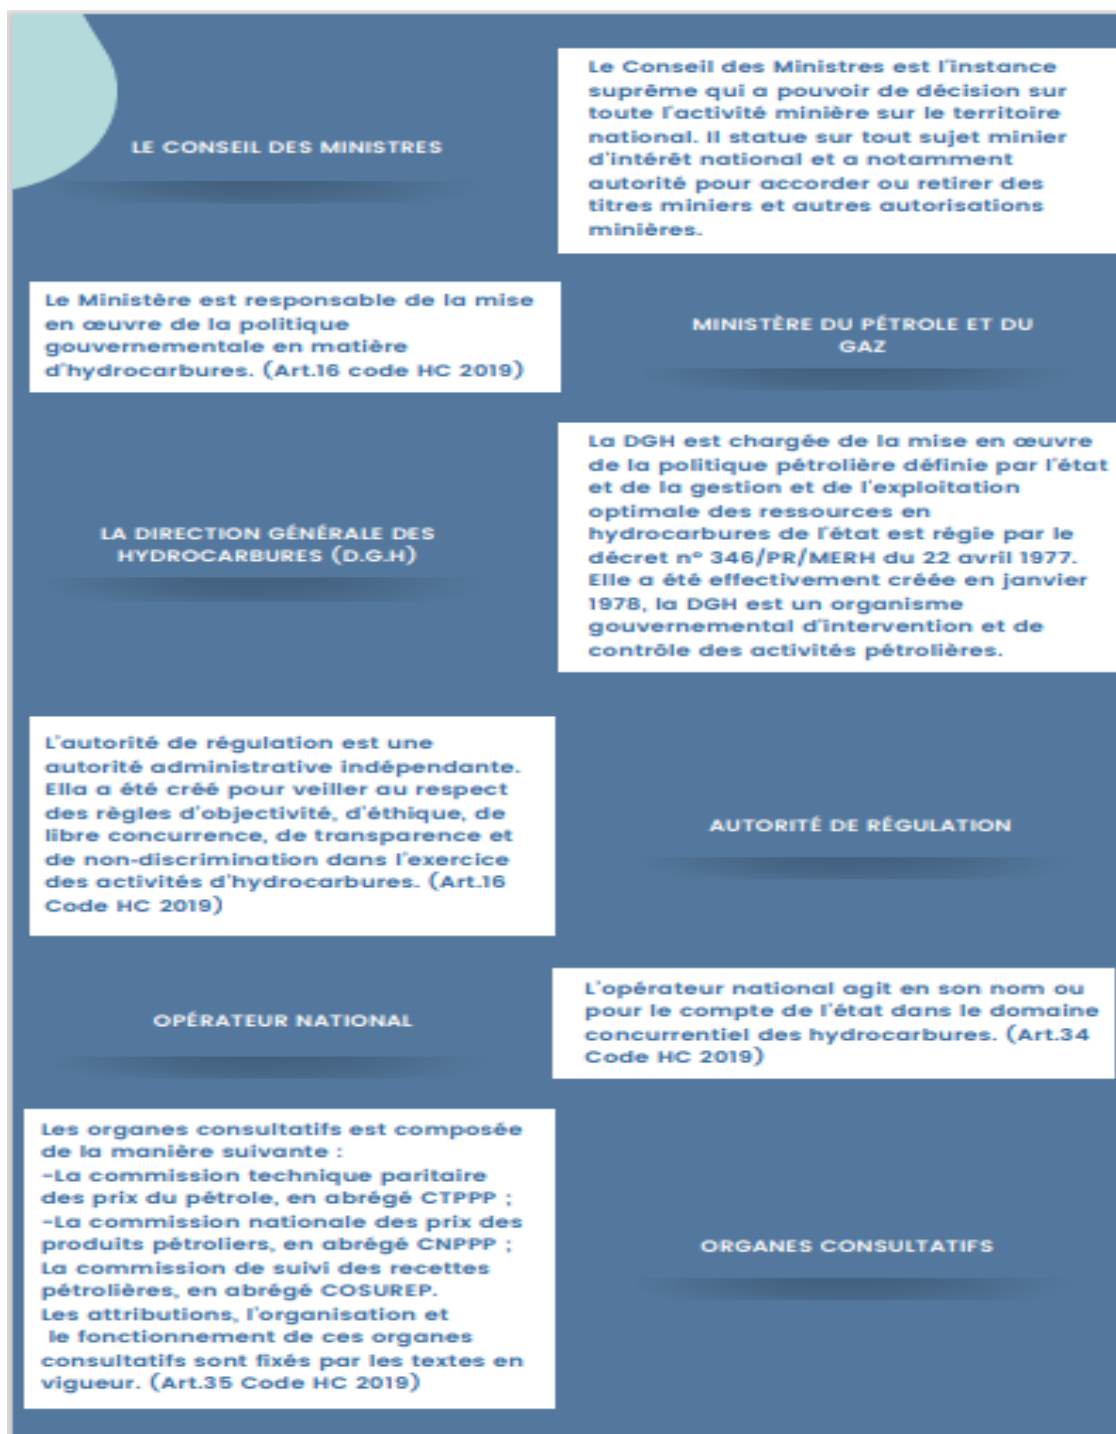 LE CONSEIL DES MINISTRES
Le Conseil des Ministres est l'instance
suprême qui a pouvoir de décision sur
toute l'activité minière sur le territoire
national. Il statue sur tout sujet minier
d'intérêt national et a notamment
autorité pour accorder ou retirer des
titres miniers et autres autorisations
minières.
MINISTÈRE DU PÉTROLE ET DU
GAZ
Le Ministère est responsable de la mise
en œuvre de la politique
gouvernementale en matière
d'hydrocarbures. (Art.16 code HC 2019)
LA DIRECTION GÉNÉRALE DES
HYDROCARBURES (D.G.H)
La DGH est chargée de la mise en œuvre
de la politique pétrolière définie par l'état
et de la gestion et de l'exploitation
optimale des ressources en
hydrocarbures de l'état est régie par le
décret n° 346/PR/MERH du 22 avril 1977.
Elle a été effectivement créée en janvier
1978, la DGH est un organisme
gouvernemental d'intervention et de
contrôle des activités pétrolières.
AUTORITÉ DE RÉGULATION
L'autorité de régulation est une
autorité administrative indépendante.
Ella a été créé pour veiller au respect
des règles d'objectivité, d'éthique, de
libre concurrence, de transparence et
de non-discrimination dans l'exercice
des activités d'hydrocarbures. (Art.16
Code HC 2019)
OPÉRATEUR NATIONAL
L'opérateur national agit en son nom ou
pour le compte de l'état dans le domaine
concurrentiel des hydrocarbures. (Art.34
Code HC 2019)
ORGANES CONSULTATIFS
Les organes consultatifs est composée
de la manière suivante :
-La commission technique paritaire
des prix du pétrole, en abrégé CTPPP ;
-La commission nationale des prix des
produits pétroliers, en abrégé CNPPP ;
La commission de suivi des recettes
pétrolières, en abrégé COSUREP.
Les attributions, l'organisation et
le fonctionnement de ces organes
consultatifs sont fixés par les textes en
vigueur. (Art.35 Code HC 2019)